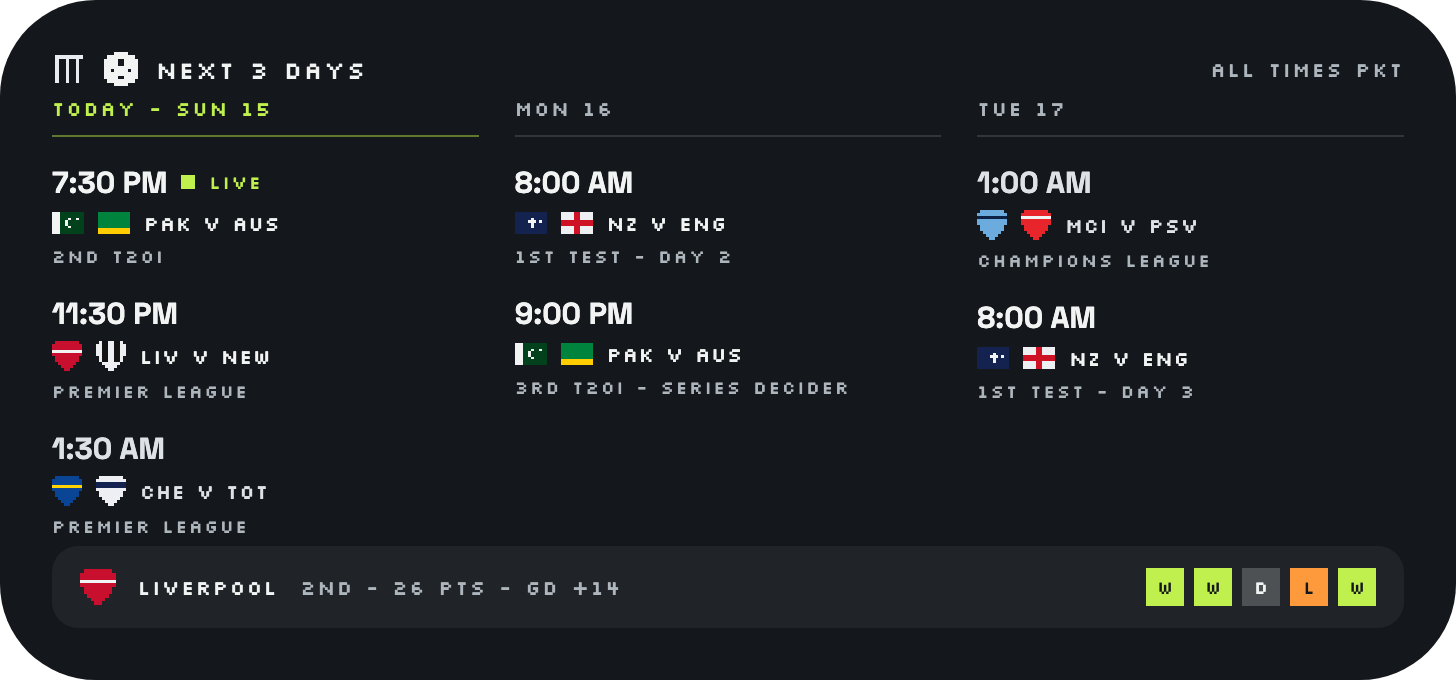 NEXT 3 DAYS
ALL TIMES PKT
TODAY - SUN 15
7:30 PM LIVE
PAK V AUS
2ND T20I
11:30 PM
LIV V NEW
PREMIER LEAGUE
1:30 AM
CHE V TOT
PREMIER LEAGUE
MON 16
8:00 AM
NZ V ENG
1ST TEST - DAY 2
9:00 PM
PAK V AUS
3RD T20I - SERIES DECIDER
TUE 17
1:00 AM
MCI V PSV
CHAMPIONS LEAGUE
8:00 AM
NZ V ENG
1ST TEST - DAY 3
LIVERPOOL 2ND - 26 PTS - GD +14
W W D L W